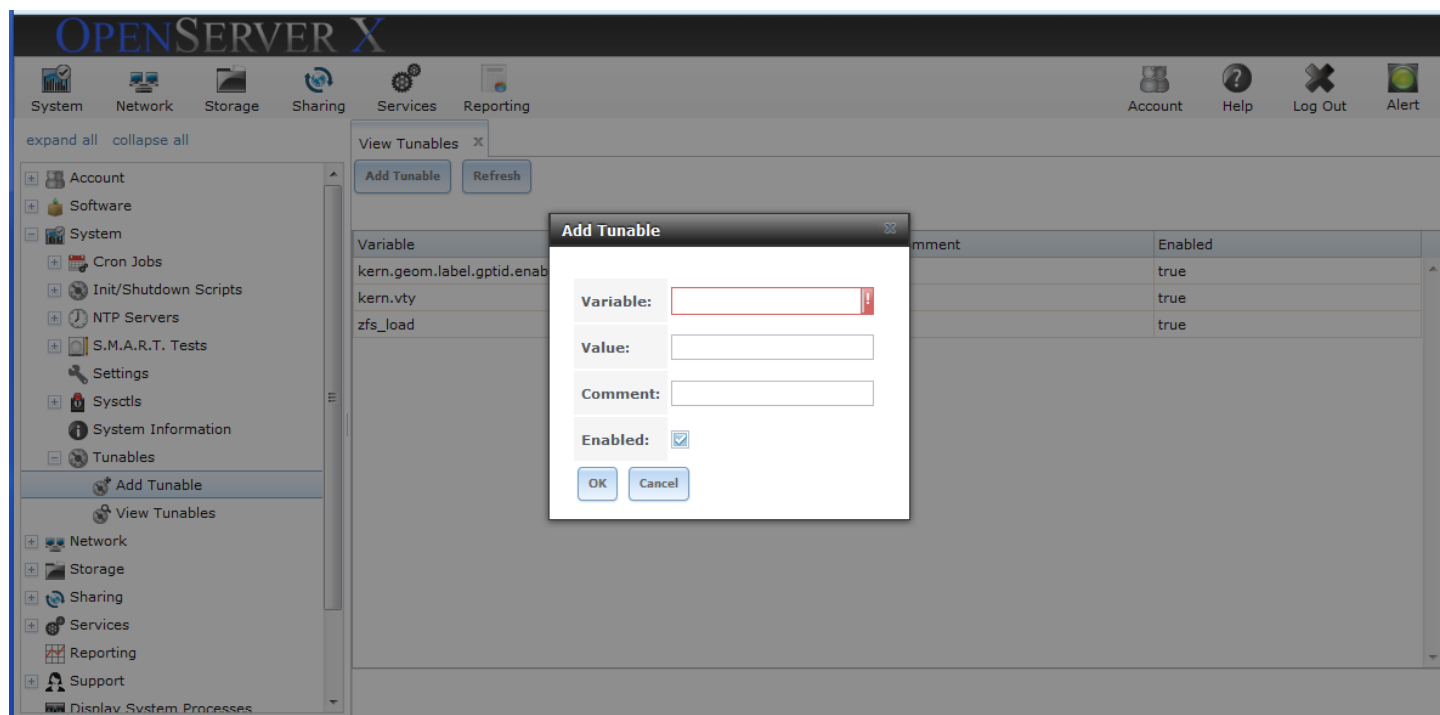 OPENSERVER X
System Network Storage Sharing Services Reporting Account Help Log Out Alert
expand all collapse all
View Tunables
Account
Software
System
Cron Jobs
Init/Shutdown Scripts
NTP Servers
S.M.A.R.T. Tests
Settings
Sysctls
System Information
Tunables
Add Tunable
View Tunables
Network
Storage
Sharing
Services
Reporting
Support
Display System Processes
Add Tunable Refresh
Variable mment Enabled
kern.geom.label.gptid.enab true
kern.vty true
zfs_load true
Add Tunable
Variable: !
Value:
Comment:
Enabled:
OK Cancel